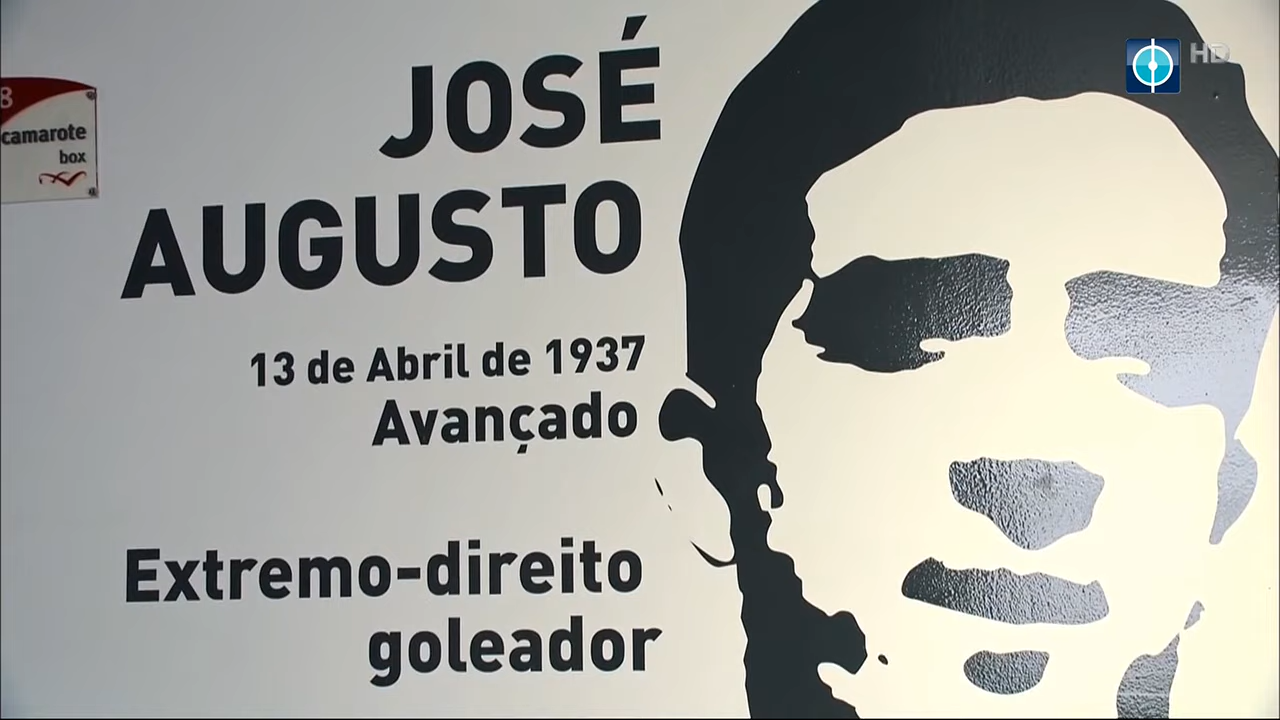 JOSÉ
AUGUSTO
13 de Abril de 1937
Avançado
Extremo-direito
goleador
8
camarote
box
HD